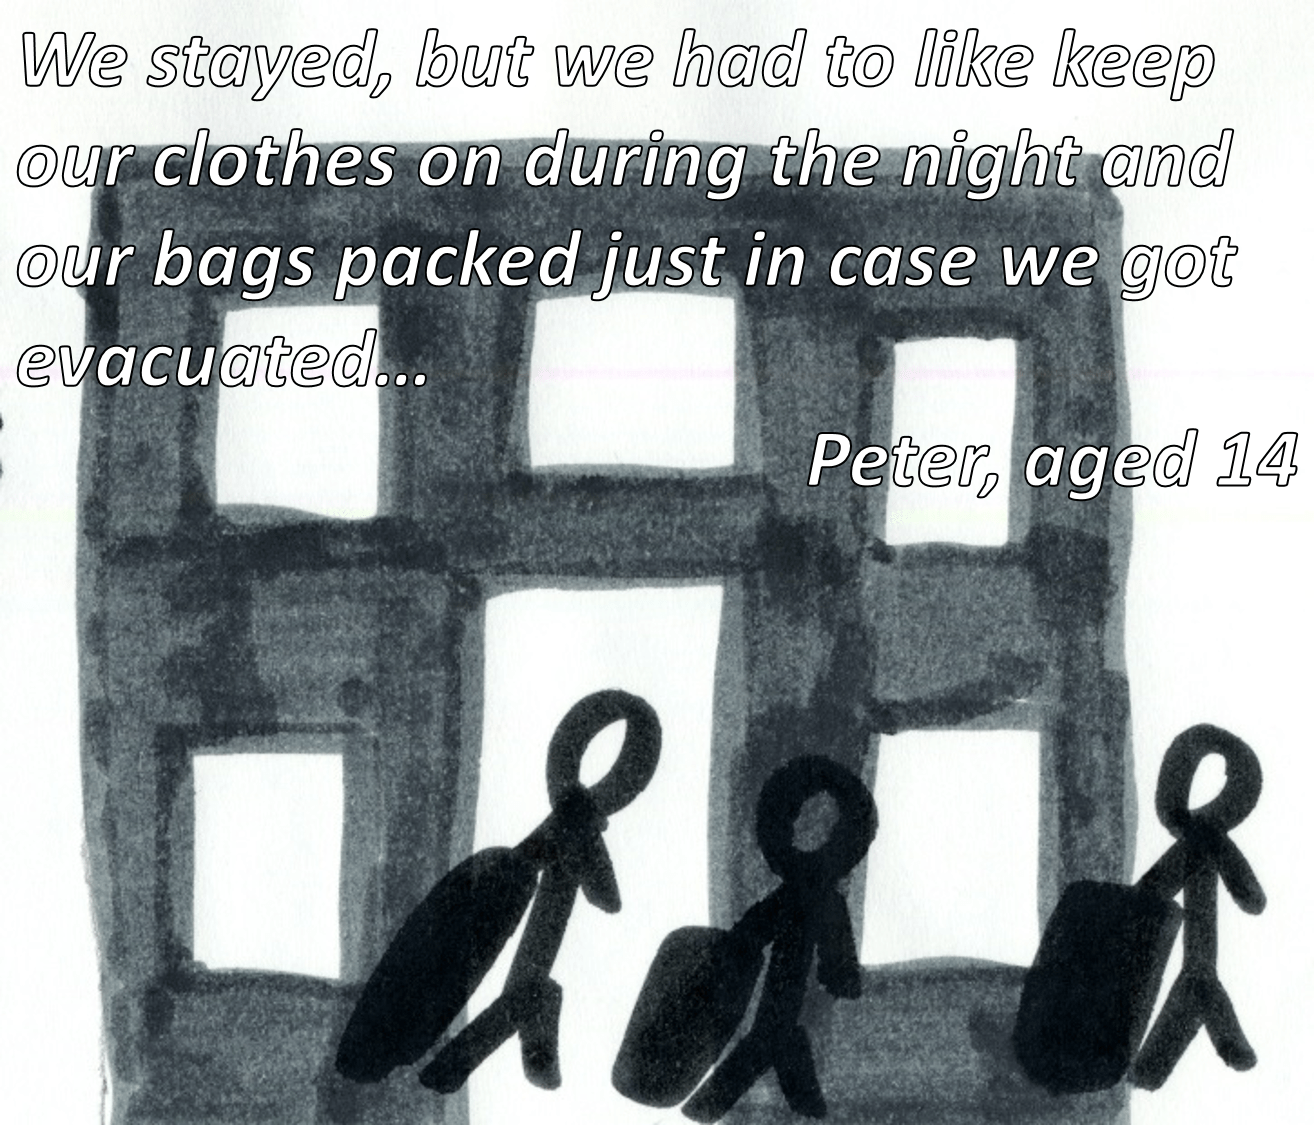 We stayed, but we had to like keep
our clothes on during the night and
our bags packed just in case we got
evacuated...
Peter, aged 14